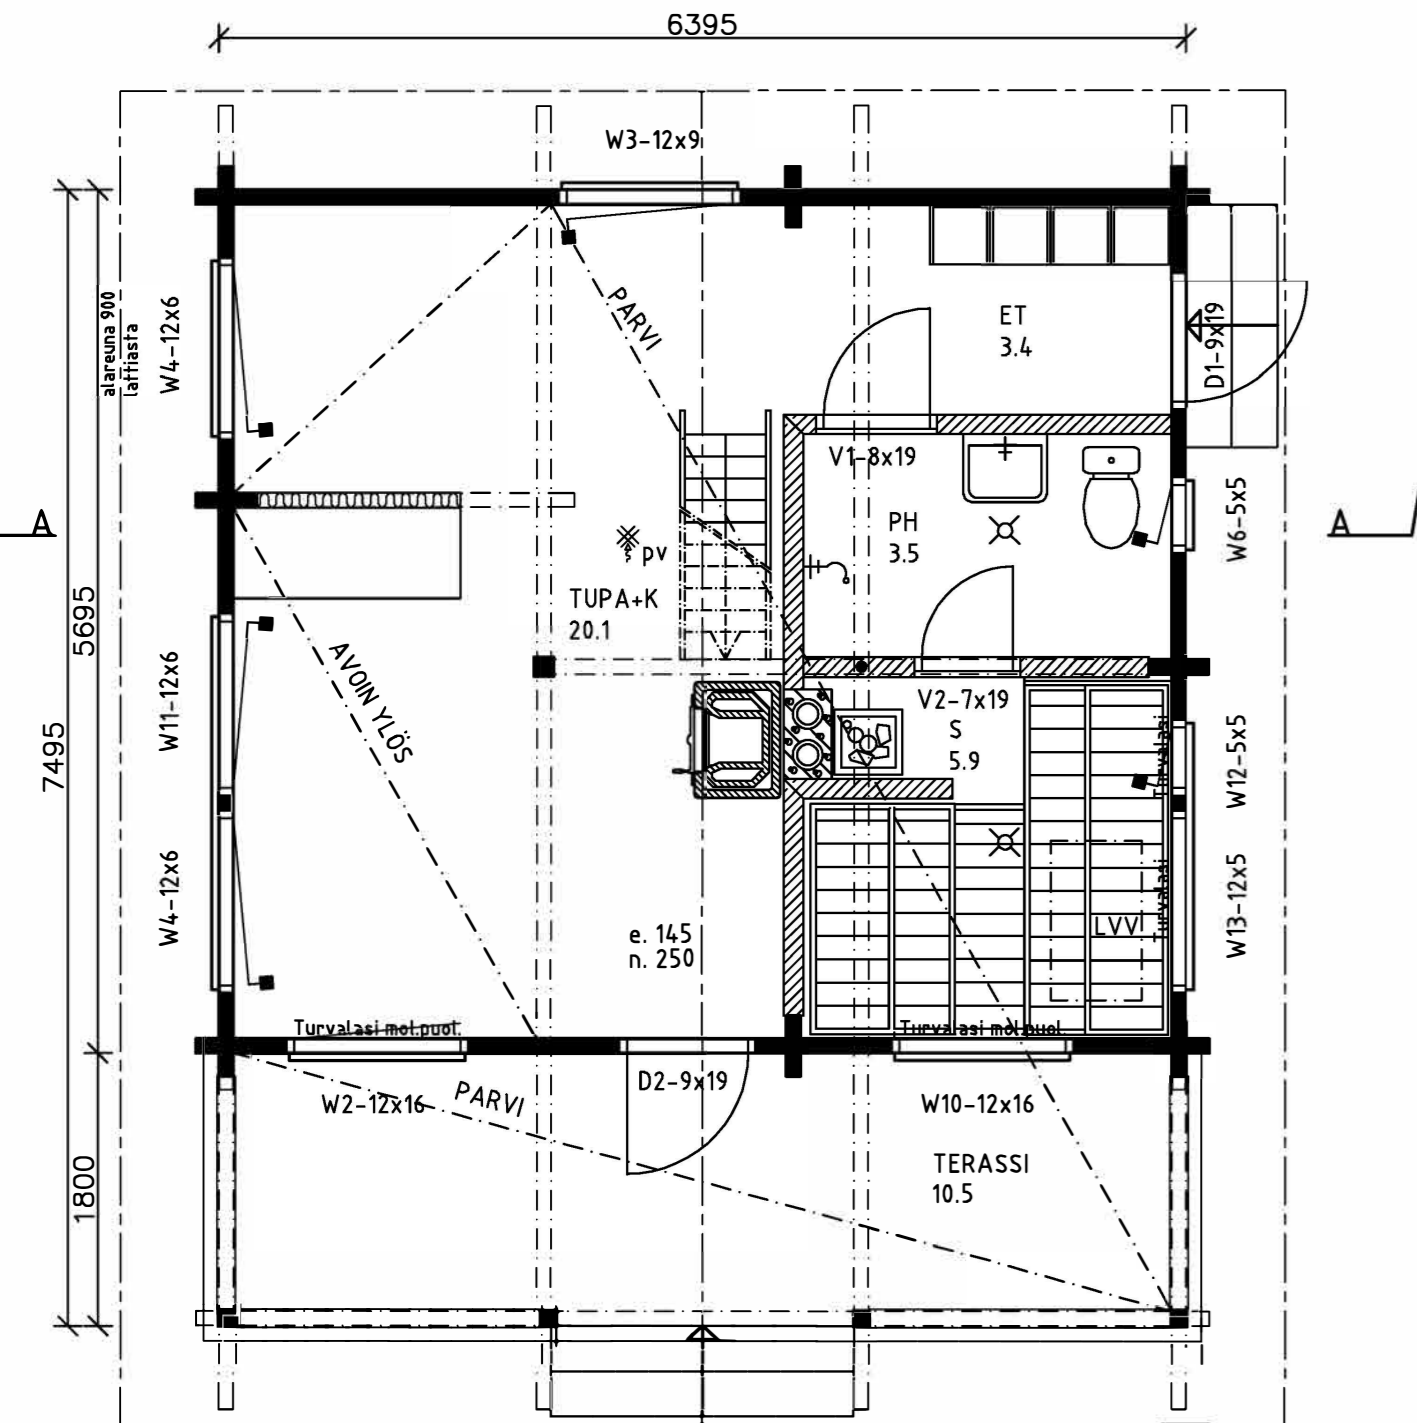 6395
W3-12x9
alareuna 900
lattiasta
W4-12x6
PARVI
ET
3.4
D1-9x19
V1-8x19
A
PH
3.5
W6-5x5
A
pv
TUPA+K
20.1
5695
7495
W11-12x6
AVOIN YLÖS
V2-7x19
S
5.9
Turvalasi
W12-5x5
W4-12x6
e. 145
n. 250
LVV
Turvalasi
W13-12x5
Turvalasi mol.puol.
Turvalasi mol.puol.
W2-12x16
PARVI
D2-9x19
W10-12x16
1800
TERASSI
10.5